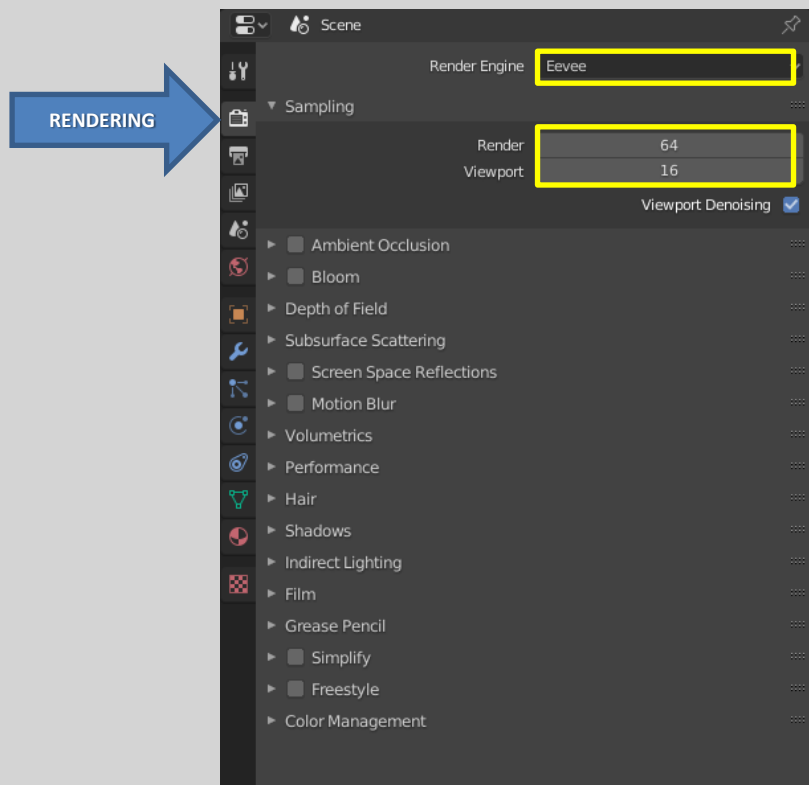 Scene
Render Engine Eevee
RENDERING
Sampling
Render 64
Viewport 16
Viewport Denoising
Ambient Occlusion
Bloom
Depth of Field
Subsurface Scattering
Screen Space Reflections
Motion Blur
Volumetrics
Performance
Hair
Shadows
Indirect Lighting
Film
Grease Pencil
Simplify
Freestyle
Color Management